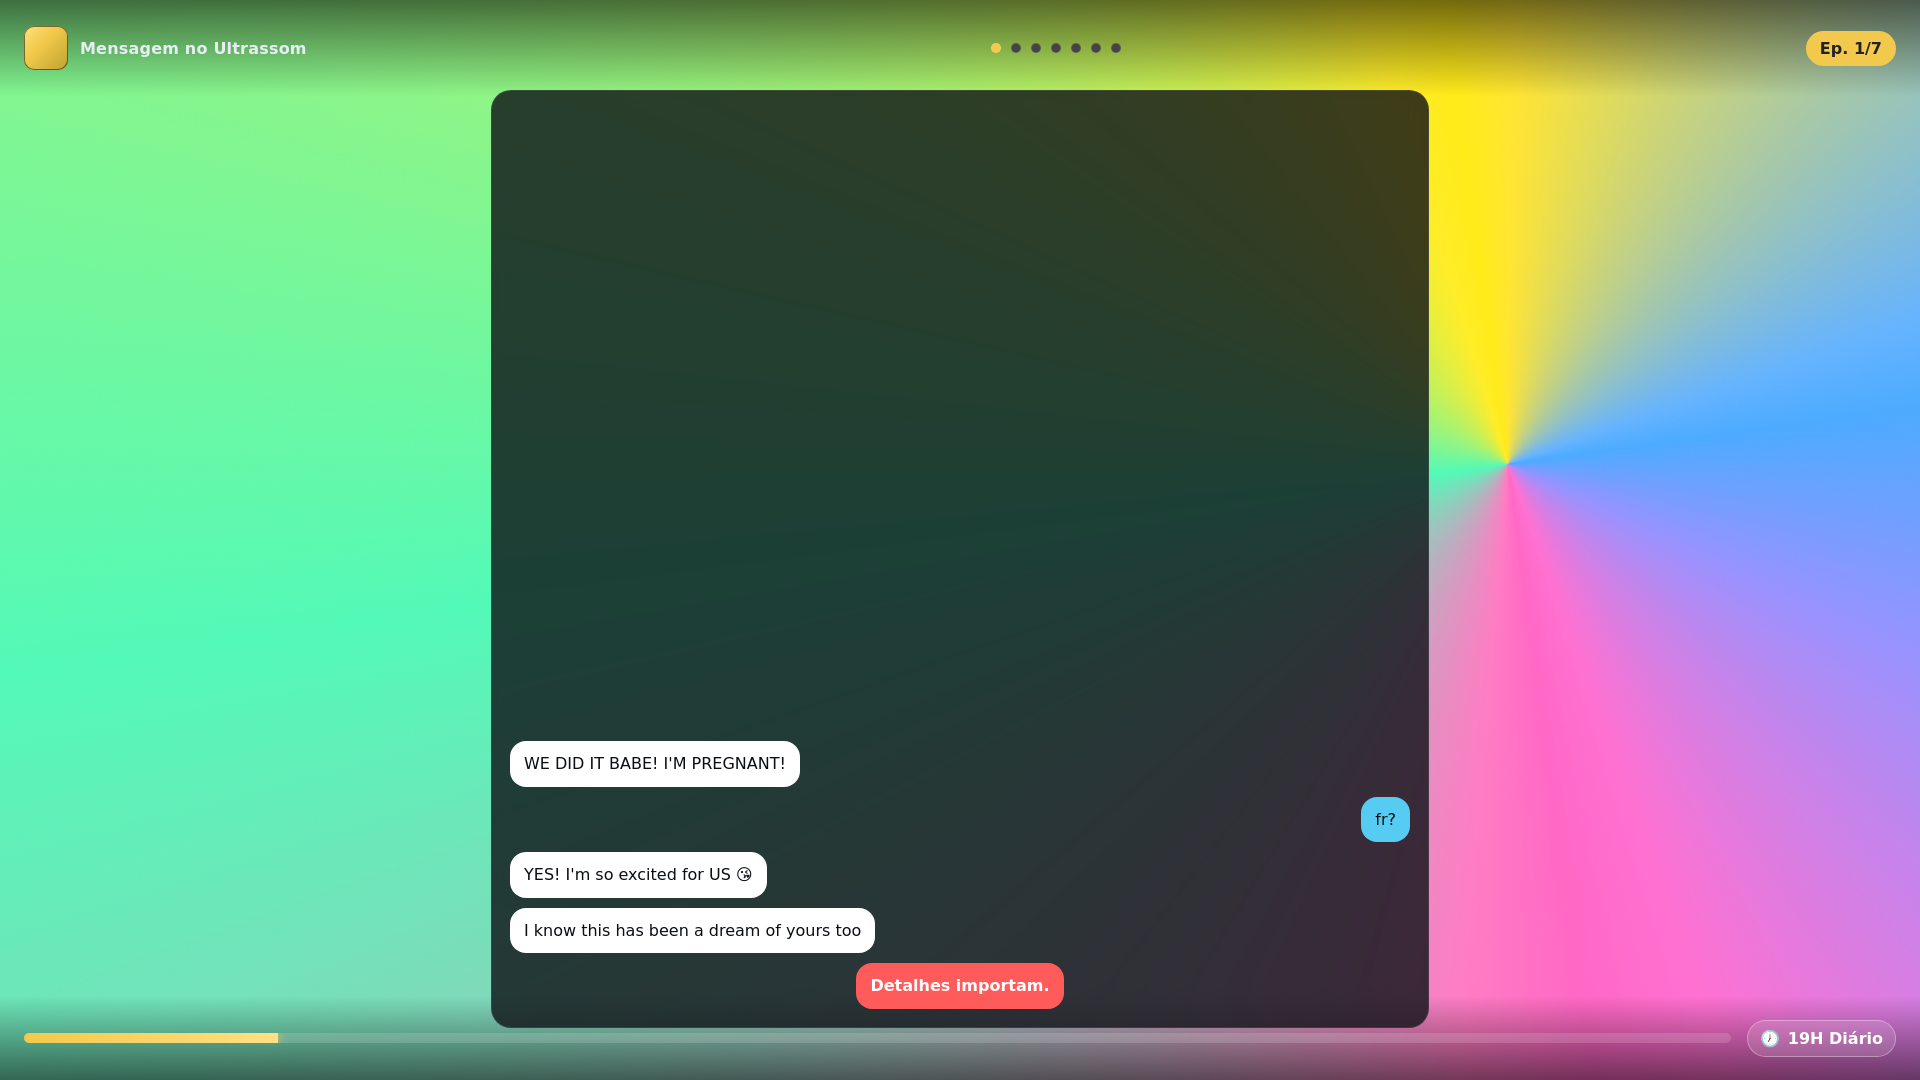 Mensagem no Ultrassom
Ep. 1/7
WE DID IT BABE! I'M PREGNANT!
fr?
YES! I'm so excited for US 😘
I know this has been a dream of yours too
Detalhes importam.
🕖 19H Diário